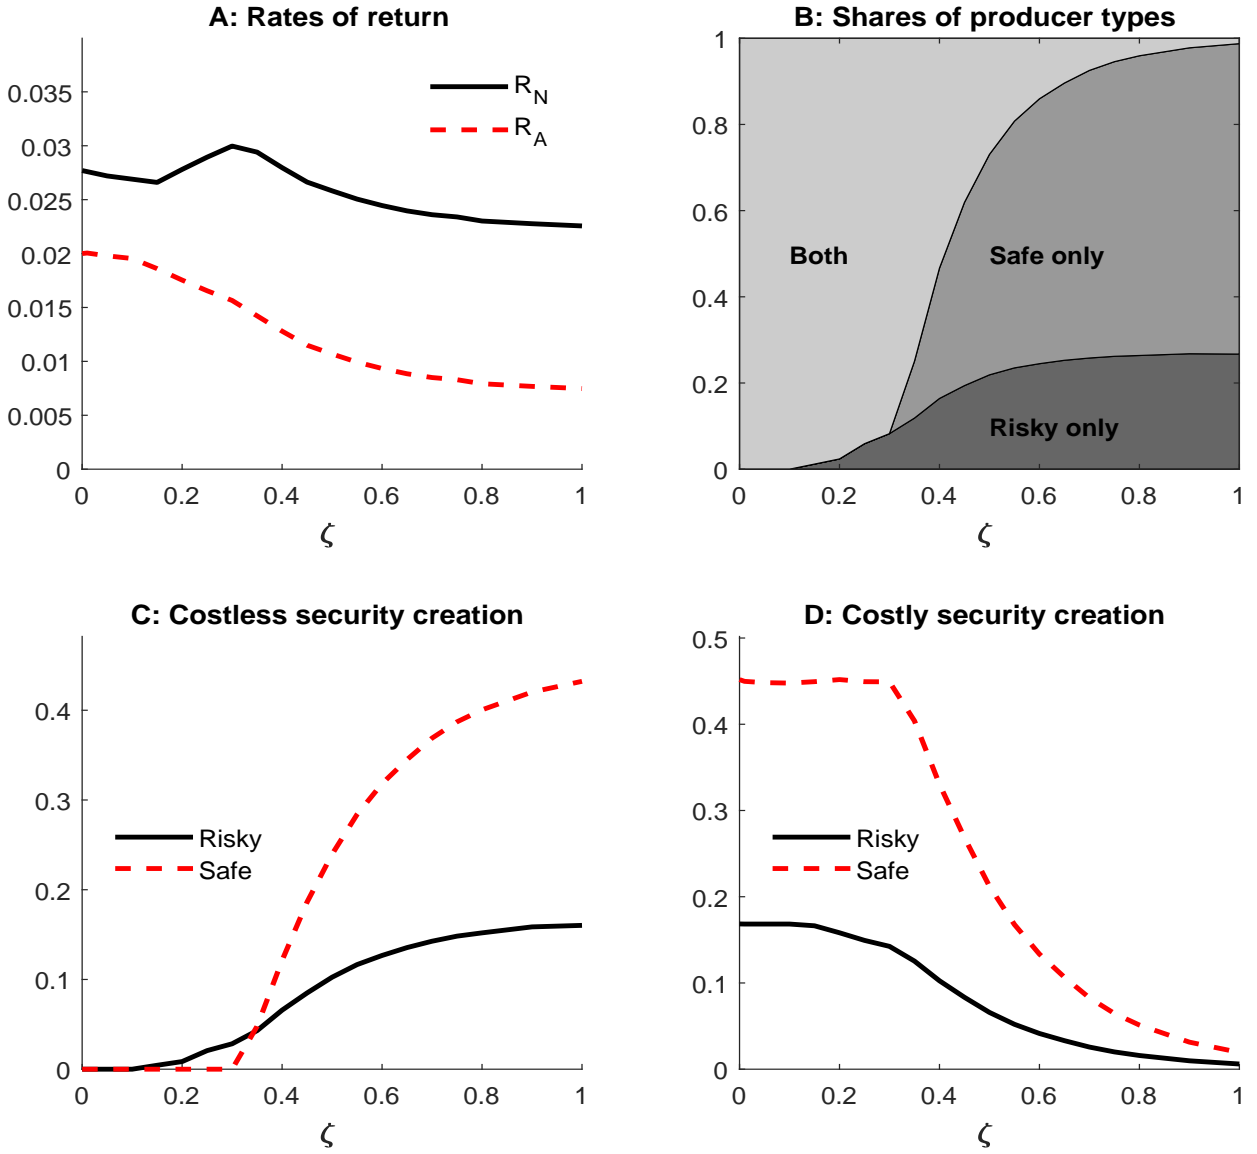 A: Rates of return
0.035
0.03
0.025
0.02
0.015
0.01
0.005
0
0 0.2 0.4 0.6 0.8 1
ζ
R_N
R_A
B: Shares of producer types
1
0.8
0.6
0.4
0.2
0
0 0.2 0.4 0.6 0.8 1
ζ
Both
Safe only
Risky only
C: Costless security creation
0.4
0.3
0.2
0.1
0
0 0.2 0.4 0.6 0.8 1
ζ
Risky
Safe
D: Costly security creation
0.5
0.4
0.3
0.2
0.1
0
0 0.2 0.4 0.6 0.8 1
ζ
Risky
Safe